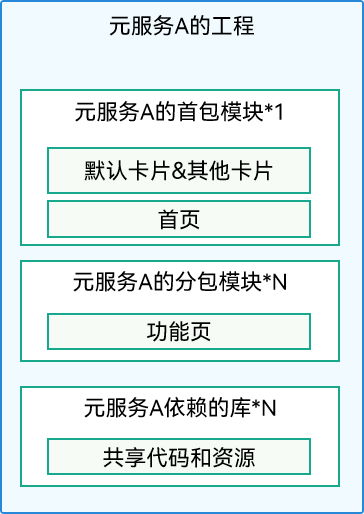 元服务A的工程
元服务A的首包模块*1
默认卡片&其他卡片
首页
元服务A的分包模块*N
功能页
元服务A依赖的库*N
共享代码和资源